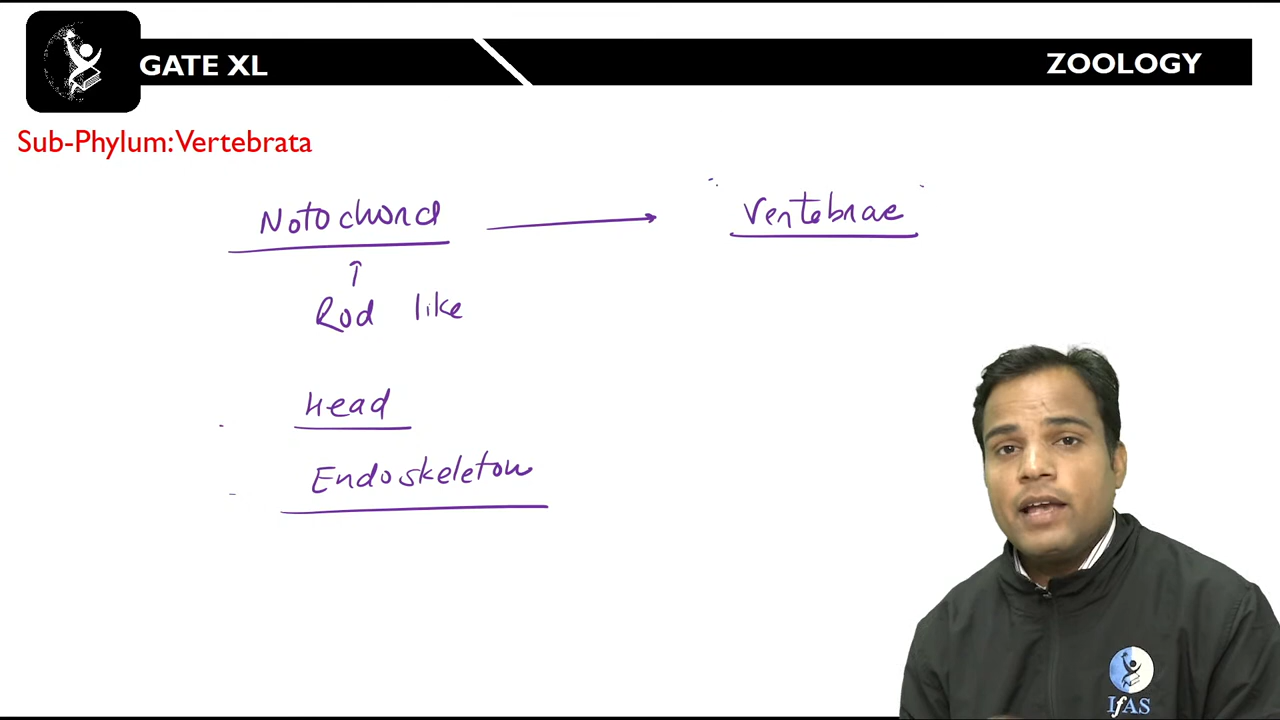 GATE XL
ZOOLOGY
Sub-Phylum: Vertebrata
Notochord → Vertebrae
↑
Rod like
Head
Endoskeleton
IfAS